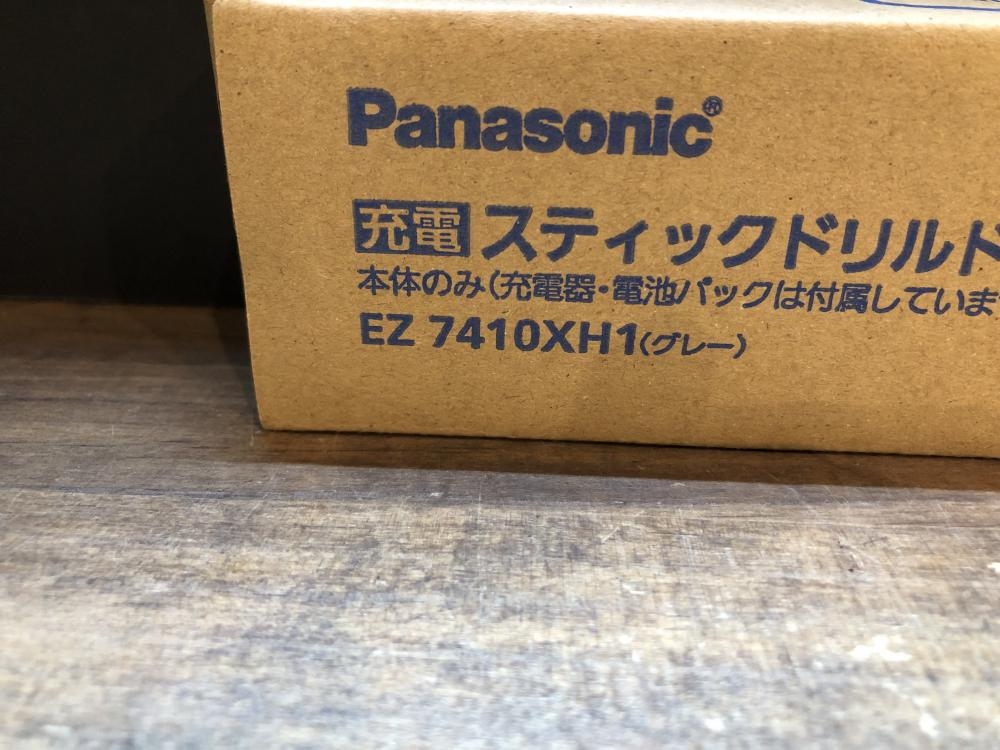 Panasonic®
充電 スティックドリルド
本体のみ(充電器・電池パックは付属していま
EZ 7410XH1(グレー)